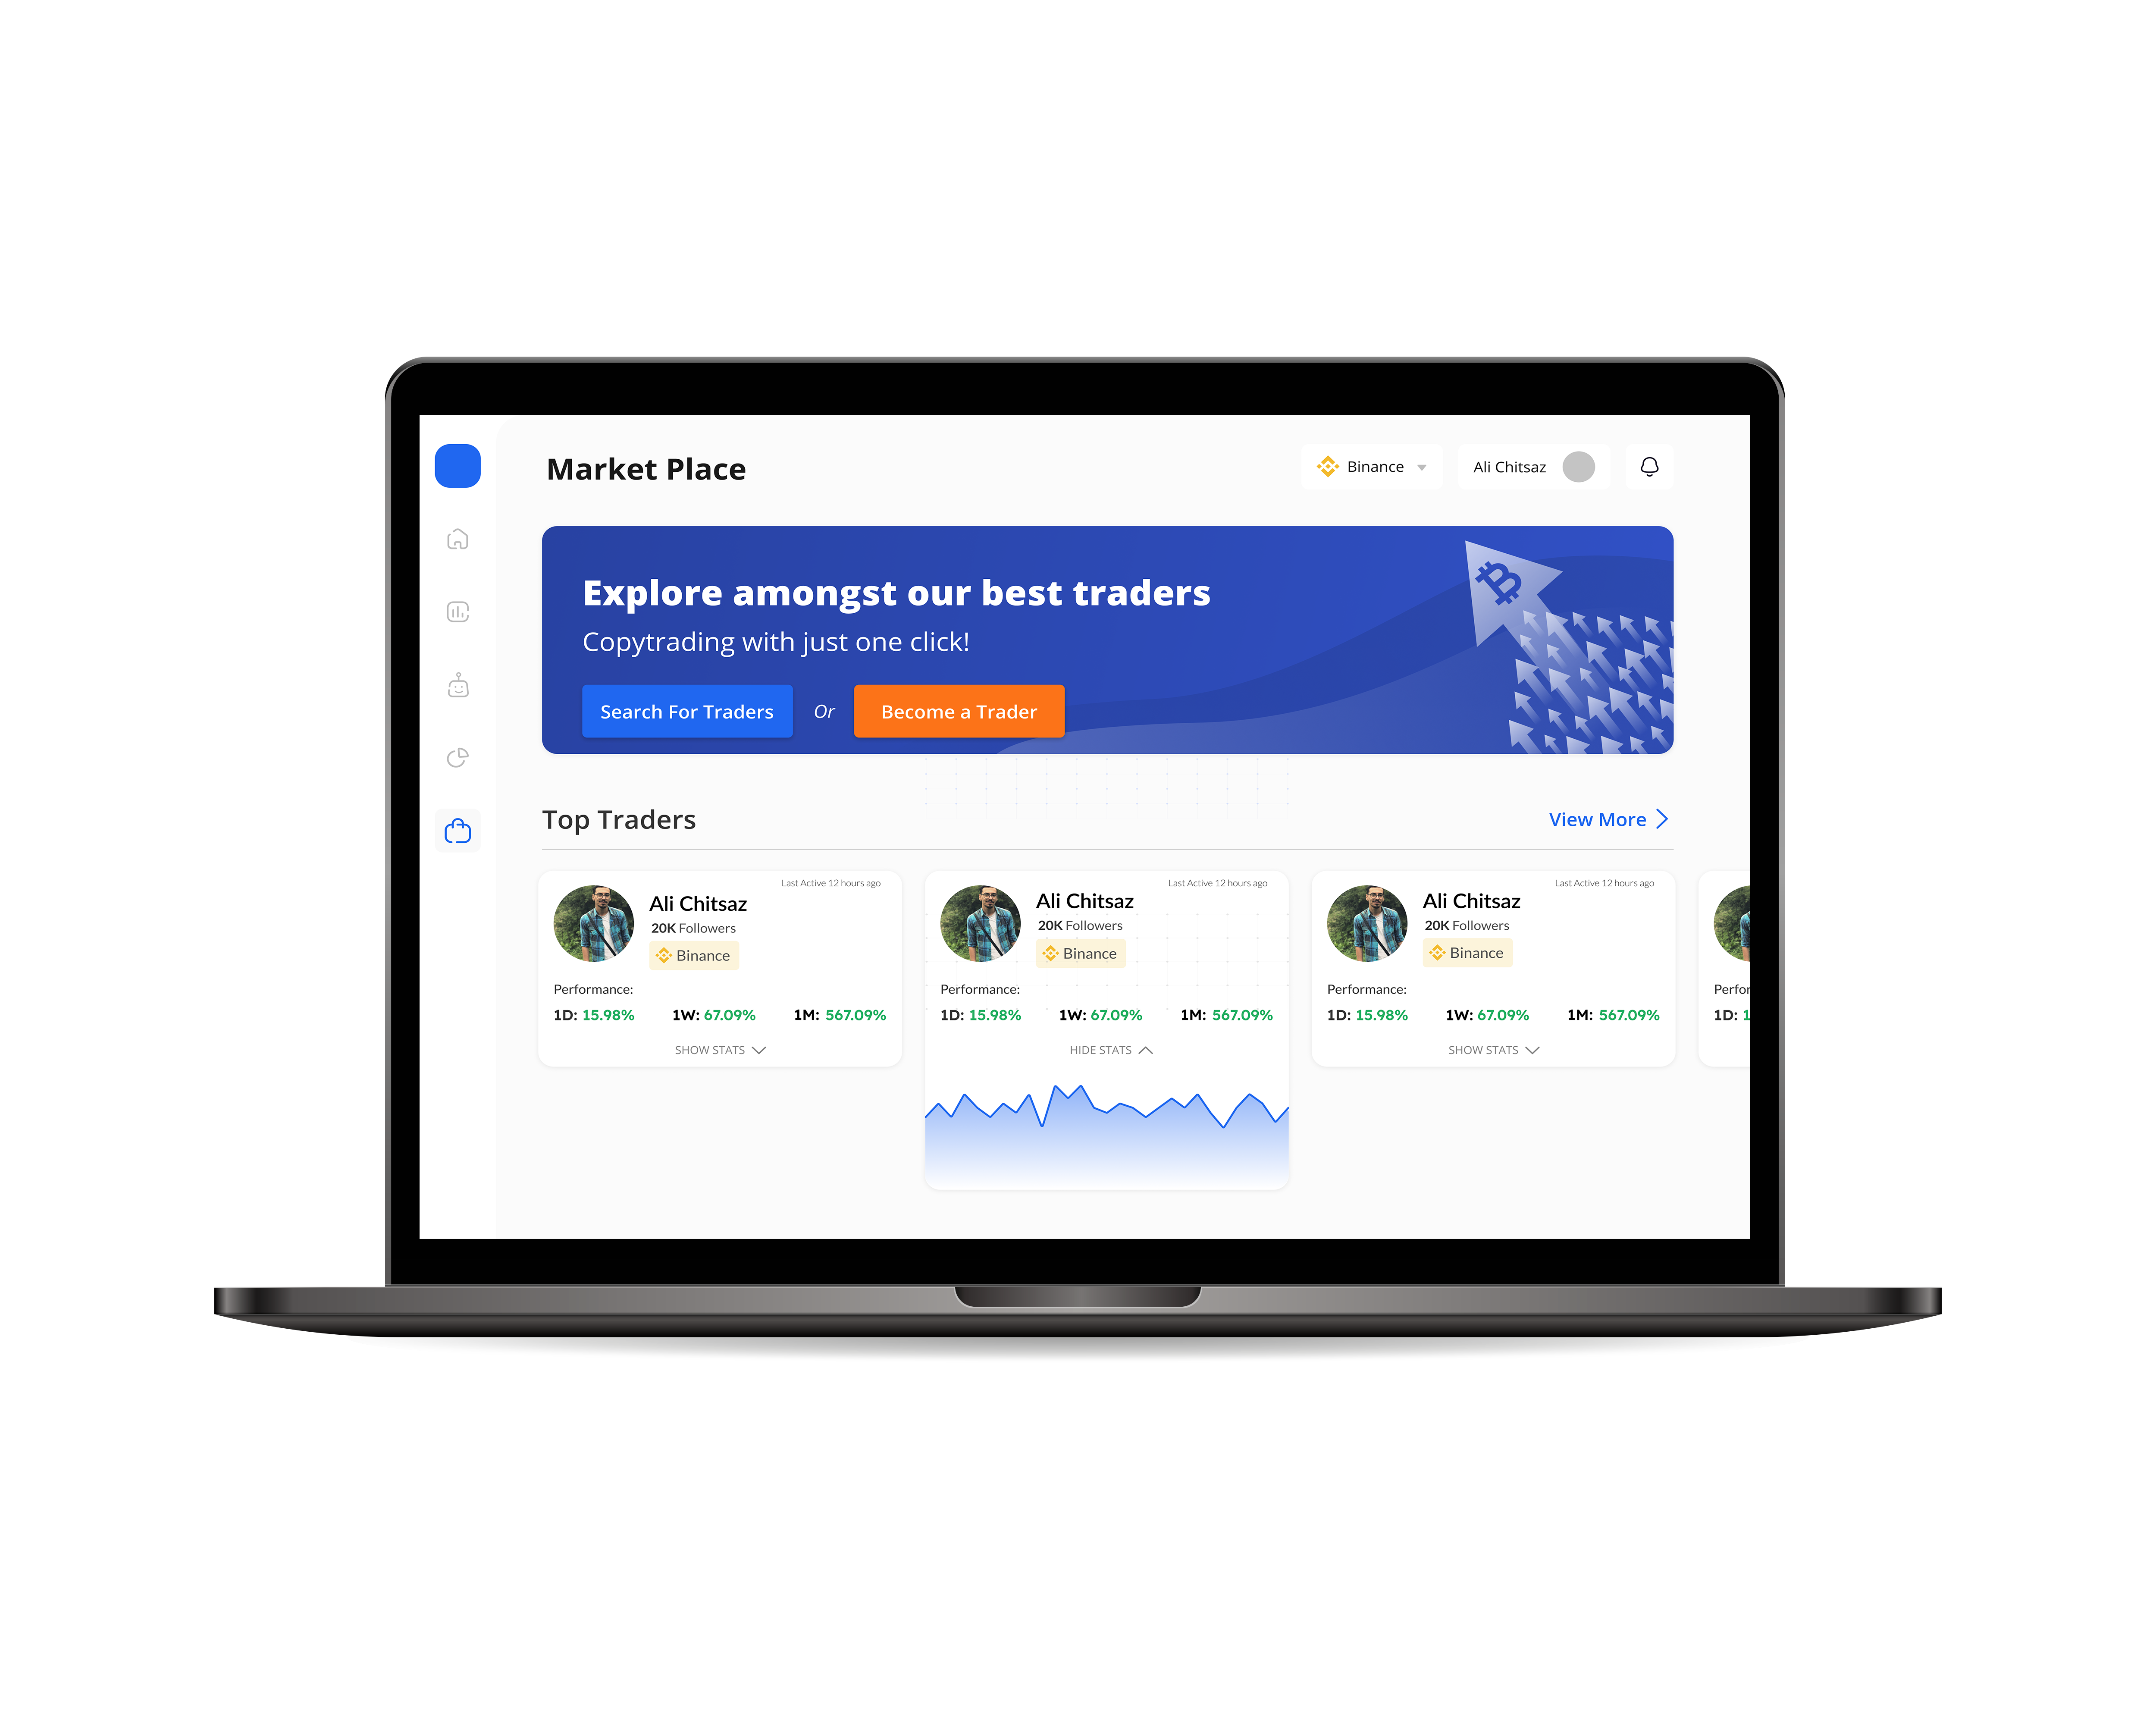 Market Place
Binance
Ali Chitsaz
Explore amongst our best traders
Copytrading with just one click!
Search For Traders Or Become a Trader
Top Traders
View More
Last Active 12 hours ago
Ali Chitsaz
20K Followers
Binance
Performance:
1D: 15.98% 1W: 67.09% 1M: 567.09%
SHOW STATS
Last Active 12 hours ago
Ali Chitsaz
20K Followers
Binance
Performance:
1D: 15.98% 1W: 67.09% 1M: 567.09%
HIDE STATS
Last Active 12 hours ago
Ali Chitsaz
20K Followers
Binance
Performance:
1D: 15.98% 1W: 67.09% 1M: 567.09%
SHOW STATS
Perfor
1D: 1